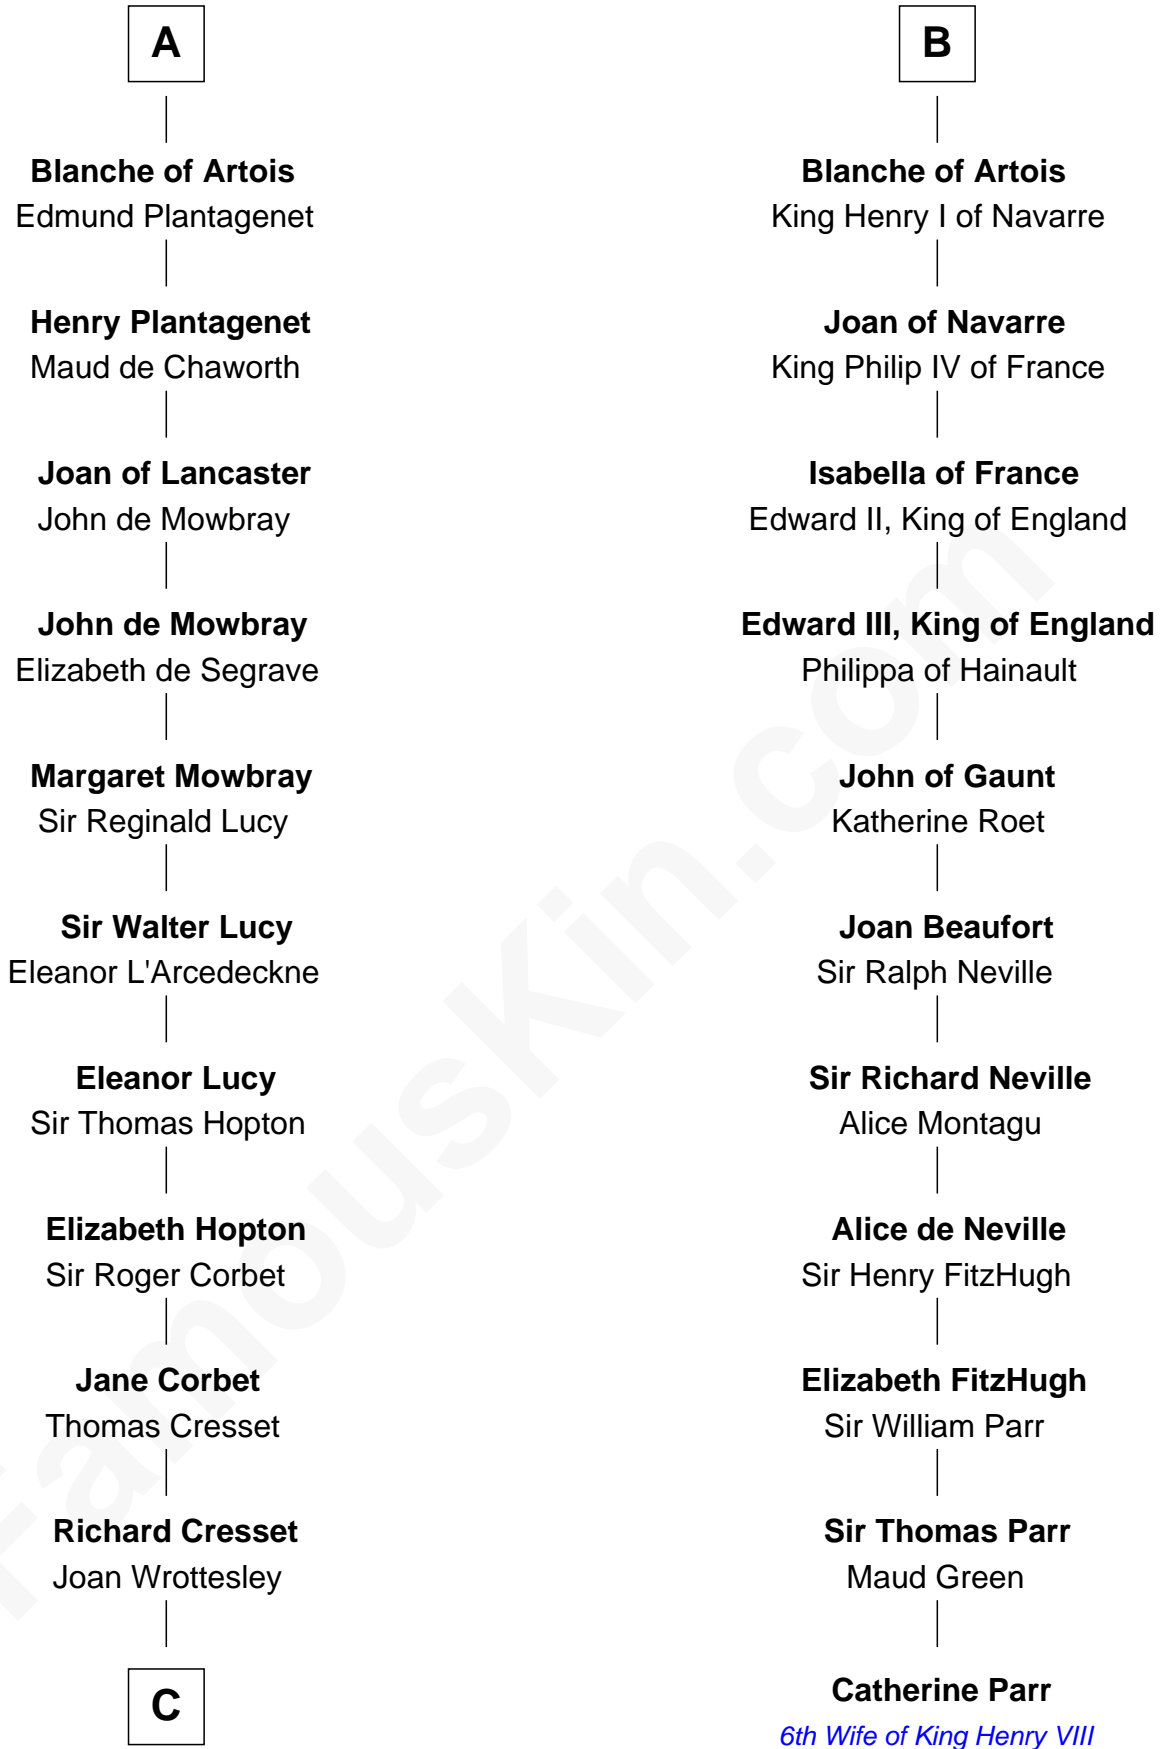 A
Blanche of Artois
Edmund Plantagenet
Henry Plantagenet
Maud de Chaworth
Joan of Lancaster
John de Mowbray
John de Mowbray
Elizabeth de Segrave
Margaret Mowbray
Sir Reginald Lucy
Sir Walter Lucy
Eleanor L'Arcedeckne
Eleanor Lucy
Sir Thomas Hopton
Elizabeth Hopton
Sir Roger Corbet
Jane Corbet
Thomas Cresset
Richard Cresset
Joan Wrottesley
C
B
Blanche of Artois
King Henry I of Navarre
Joan of Navarre
King Philip IV of France
Isabella of France
Edward II, King of England
Edward III, King of England
Philippa of Hainault
John of Gaunt
Katherine Roet
Joan Beaufort
Sir Ralph Neville
Sir Richard Neville
Alice Montagu
Alice de Neville
Sir Henry FitzHugh
Elizabeth FitzHugh
Sir William Parr
Sir Thomas Parr
Maud Green
Catherine Parr
6th Wife of King Henry VIII
FamousKin.com